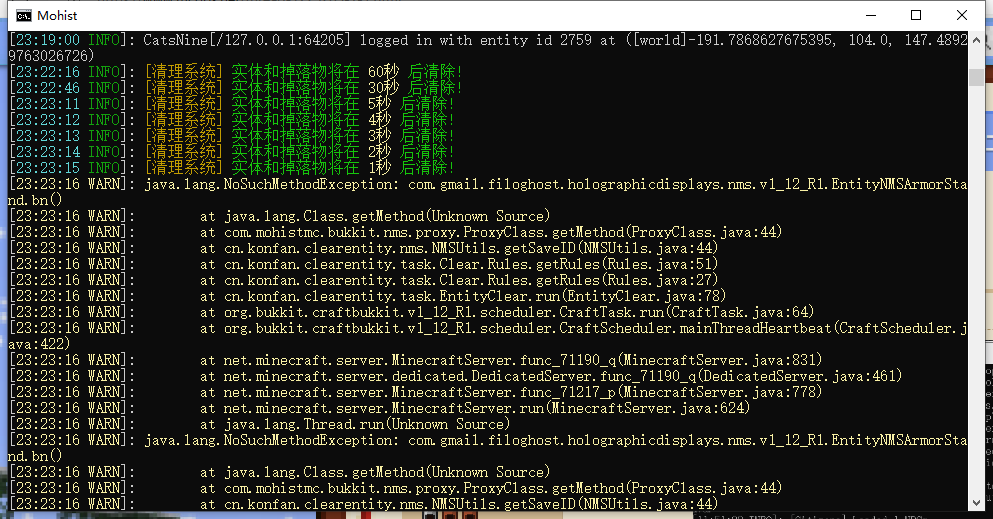 Mohist
[23:19:00 INFO]: CatsNine[/127.0.0.1:64205] logged in with entity id 2759 at ([world]-191.7868627675395, 104.0, 147.4892
9763026726)
[23:22:16 INFO]: [清理系统] 实体和掉落物将在 60秒 后清除!
[23:22:46 INFO]: [清理系统] 实体和掉落物将在 30秒 后清除!
[23:23:11 INFO]: [清理系统] 实体和掉落物将在 5秒 后清除!
[23:23:12 INFO]: [清理系统] 实体和掉落物将在 4秒 后清除!
[23:23:13 INFO]: [清理系统] 实体和掉落物将在 3秒 后清除!
[23:23:14 INFO]: [清理系统] 实体和掉落物将在 2秒 后清除!
[23:23:15 INFO]: [清理系统] 实体和掉落物将在 1秒 后清除!
[23:23:16 WARN]: java.lang.NoSuchMethodException: com.gmail.filoghost.holographicdisplays.nms.v1_12_R1.EntityNMSArmorSta
nd.bn()
[23:23:16 WARN]: at java.lang.Class.getMethod(Unknown Source)
[23:23:16 WARN]: at com.mohistmc.bukkit.nms.proxy.ProxyClass.getMethod(ProxyClass.java:44)
[23:23:16 WARN]: at cn.konfan.clearentity.nms.NMSUtils.getSaveID(NMSUtils.java:44)
[23:23:16 WARN]: at cn.konfan.clearentity.task.Clear.Rules.getRules(Rules.java:51)
[23:23:16 WARN]: at cn.konfan.clearentity.task.Clear.Rules.getRules(Rules.java:27)
[23:23:16 WARN]: at cn.konfan.clearentity.task.EntityClear.run(EntityClear.java:78)
[23:23:16 WARN]: at org.bukkit.craftbukkit.v1_12_R1.scheduler.CraftTask.run(CraftTask.java:64)
[23:23:16 WARN]: at org.bukkit.craftbukkit.v1_12_R1.scheduler.CraftScheduler.mainThreadHeartbeat(CraftScheduler.j
ava:422)
[23:23:16 WARN]: at net.minecraft.server.MinecraftServer.func_71190_q(MinecraftServer.java:831)
[23:23:16 WARN]: at net.minecraft.server.dedicated.DedicatedServer.func_71190_q(DedicatedServer.java:461)
[23:23:16 WARN]: at net.minecraft.server.MinecraftServer.func_71217_p(MinecraftServer.java:778)
[23:23:16 WARN]: at net.minecraft.server.MinecraftServer.run(MinecraftServer.java:624)
[23:23:16 WARN]: at java.lang.Thread.run(Unknown Source)
[23:23:16 WARN]: java.lang.NoSuchMethodException: com.gmail.filoghost.holographicdisplays.nms.v1_12_R1.EntityNMSArmorSta
nd.bn()
[23:23:16 WARN]: at java.lang.Class.getMethod(Unknown Source)
[23:23:16 WARN]: at com.mohistmc.bukkit.nms.proxy.ProxyClass.getMethod(ProxyClass.java:44)
[23:23:16 WARN]: at cn.konfan.clearentity.nms.NMSUtils.getSaveID(NMSUtils.java:44)